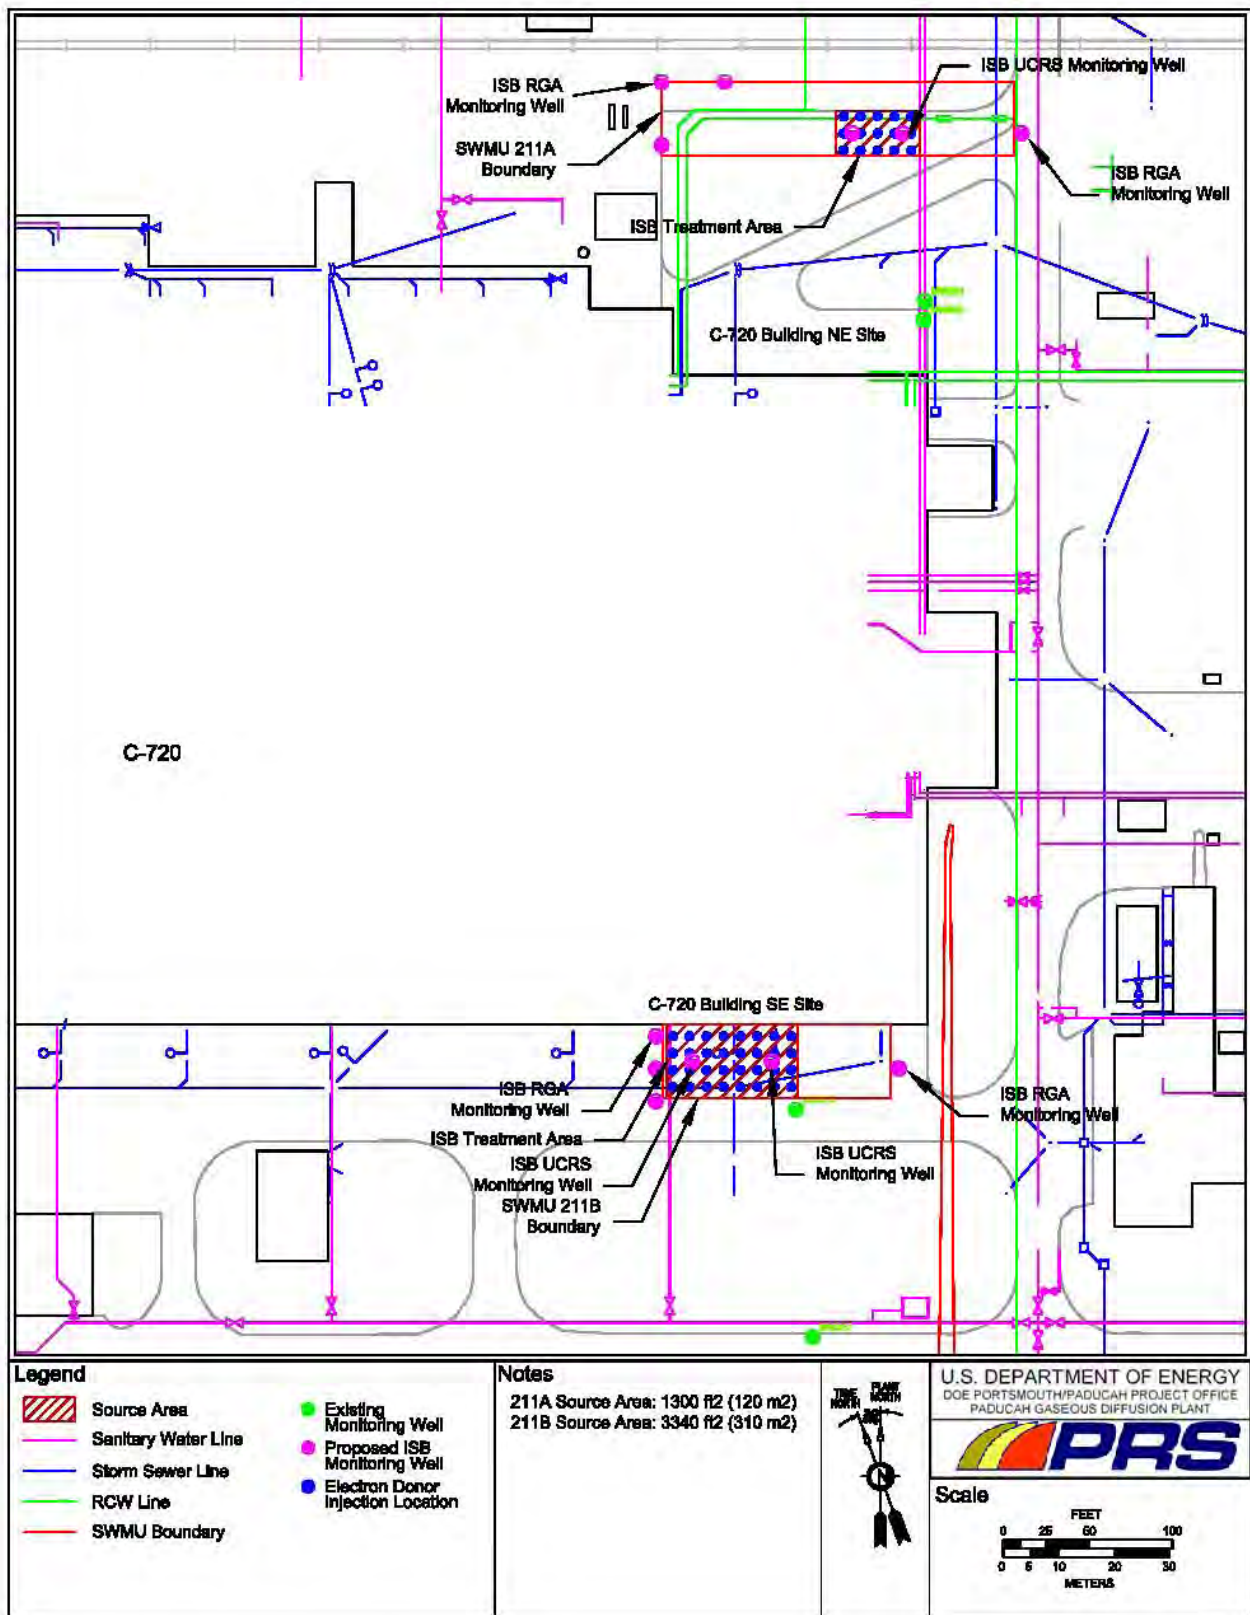 ISB UCRS Monitoring Well
ISB RGA
Monitoring Well
SWMU 211A
Boundary
ISB RGA
Monitoring Well
ISB Treatment Area
C-720 Building NE Site
C-720
C-720 Building SE Site
ISB RGA
Monitoring Well
ISB Treatment Area
ISB UCRS
Monitoring Well
SWMU 211B
Boundary
ISB UCRS
Monitoring Well
ISB RGA
Monitoring Well
Legend
Source Area
Sanitary Water Line
Storm Sewer Line
RCW Line
SWMU Boundary
Existing
Monitoring Well
Proposed ISB
Monitoring Well
Electron Donor
Injection Location
Notes
211A Source Area: 1300 ft2 (120 m2)
211B Source Area: 3340 ft2 (310 m2)
TRUE
NORTH
PLANT
NORTH
N
U.S. DEPARTMENT OF ENERGY
DOE PORTSMOUTH/PADUCAH PROJECT OFFICE
PADUCAH GASEOUS DIFFUSION PLANT
PRS
Scale
FEET
0 25 50 100
0 5 10 20 30
METERS